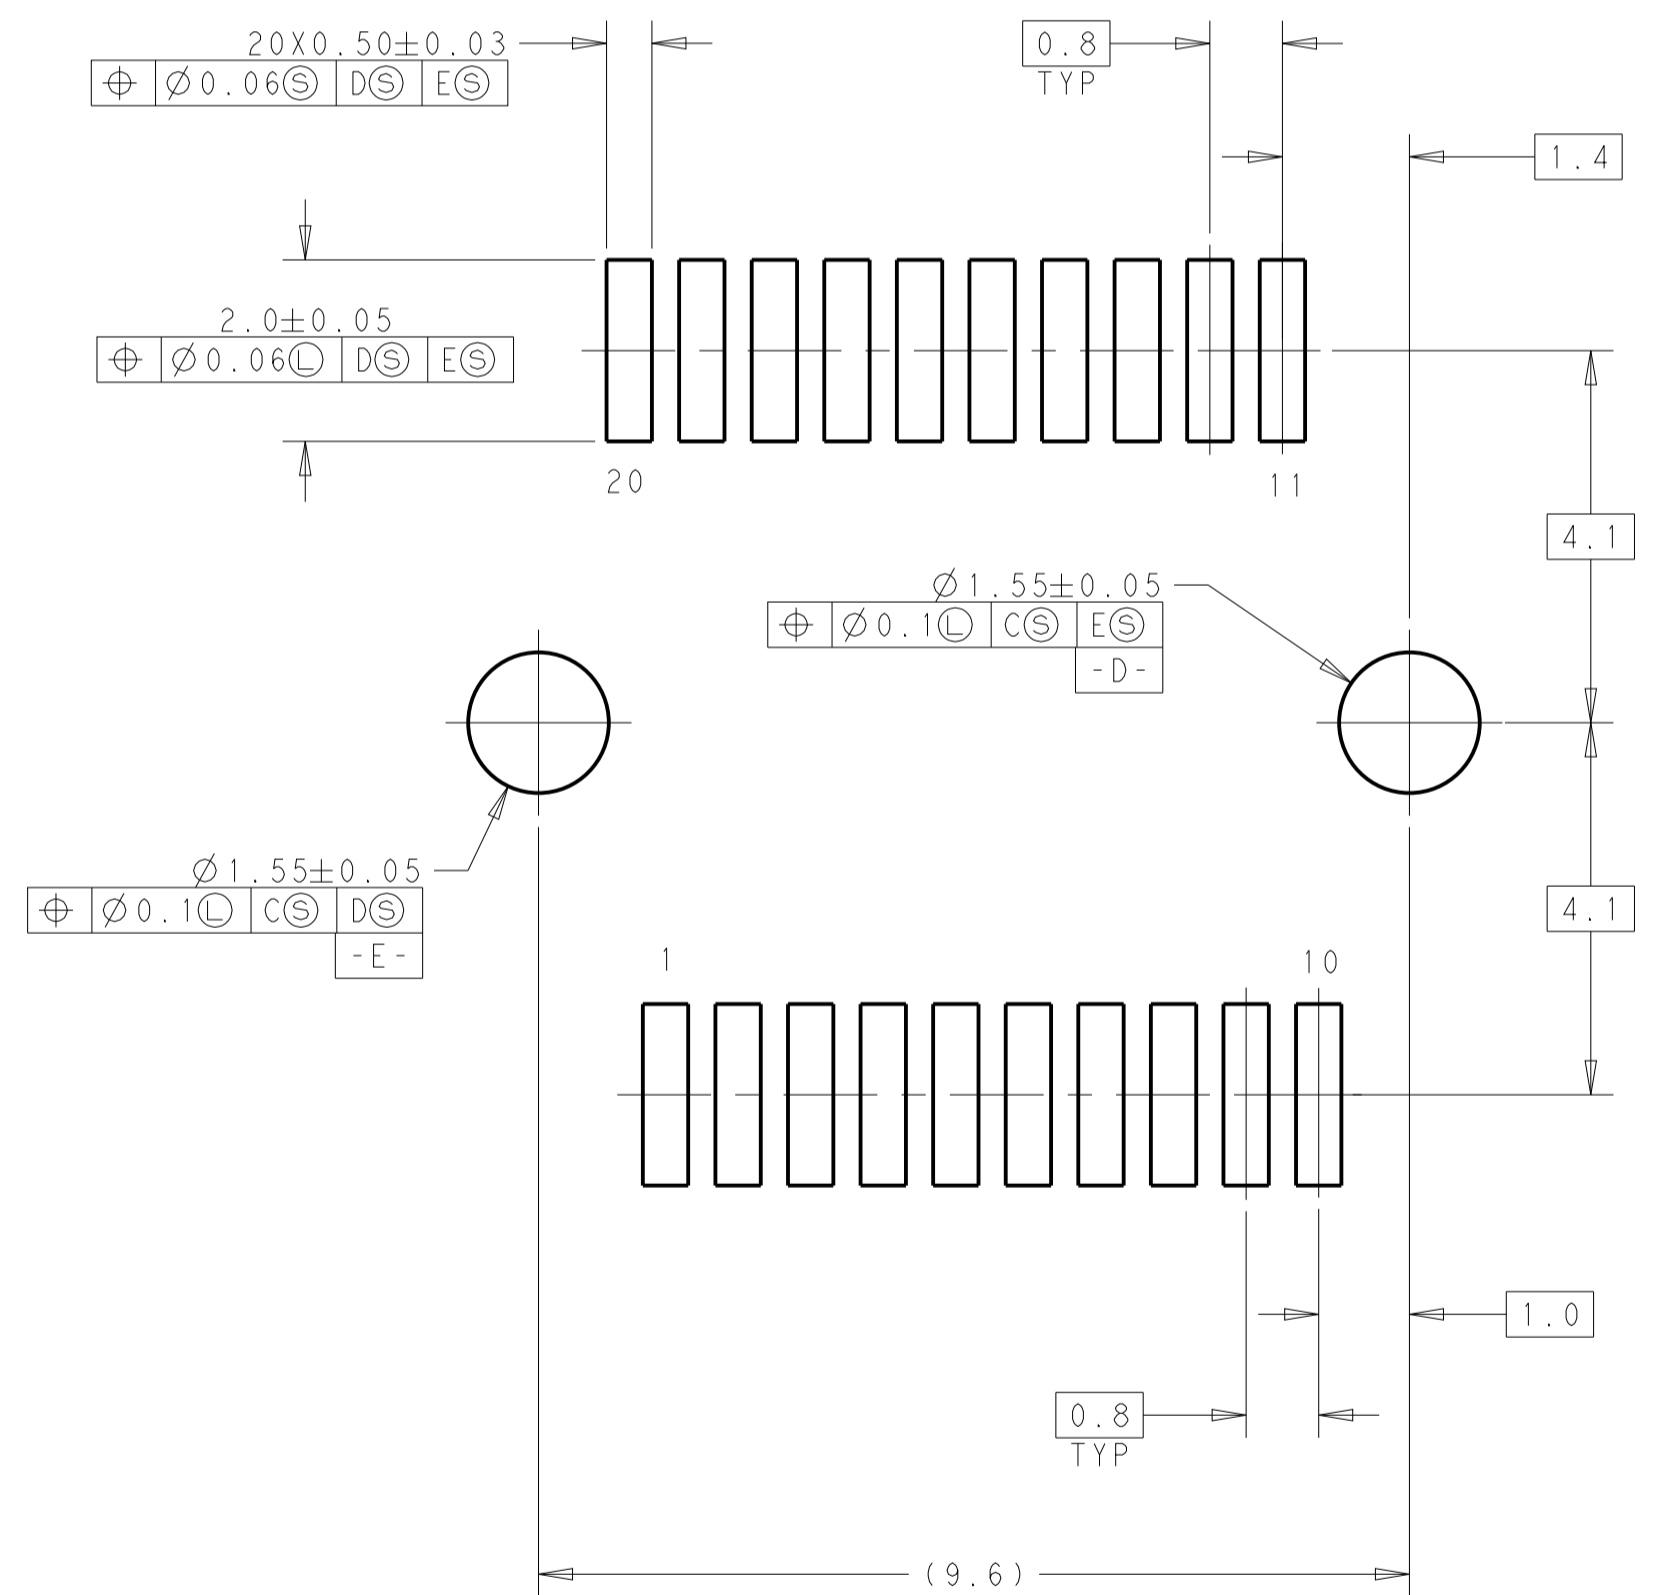 20X0.50±0.03
⌖ Ø0.06Ⓢ DⓈ EⓈ
0.8
TYP
1.4
2.0±0.05
⌖ Ø0.06Ⓛ DⓈ EⓈ
20
11
4.1
Ø1.55±0.05
⌖ Ø0.1Ⓛ CⓈ EⓈ
-D-
Ø1.55±0.05
⌖ Ø0.1Ⓛ CⓈ DⓈ
-E-
4.1
1
10
1.0
0.8
TYP
(9.6)